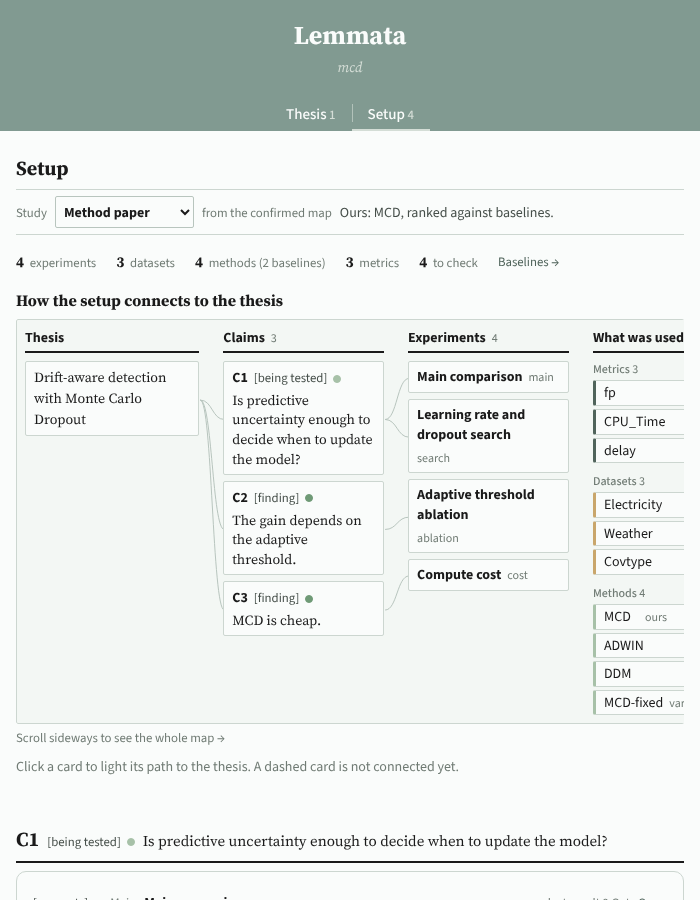 Lemmata
mcd
Thesis 1
Setup 4
Setup
Study Method paper from the confirmed map Ours: MCD, ranked against baselines.
4 experiments 3 datasets 4 methods (2 baselines) 3 metrics 4 to check Baselines →
How the setup connects to the thesis
Thesis
Drift-aware detection
with Monte Carlo
Dropout
Claims 3
C1 [being tested]
Is predictive
uncertainty enough to
decide when to update
the model?
C2 [finding]
The gain depends on
the adaptive
threshold.
C3 [finding]
MCD is cheap.
Experiments 4
Main comparison main
Learning rate and
dropout search
search
Adaptive threshold
ablation
ablation
Compute cost cost
What was used
Metrics 3
fp
CPU_Time
delay
Datasets 3
Electricity
Weather
Covtype
Methods 4
MCD ours
ADWIN
DDM
MCD-fixed
Scroll sideways to see the whole map →
Click a card to light its path to the thesis. A dashed card is not connected yet.
C1 [being tested] Is predictive uncertainty enough to decide when to update the model?